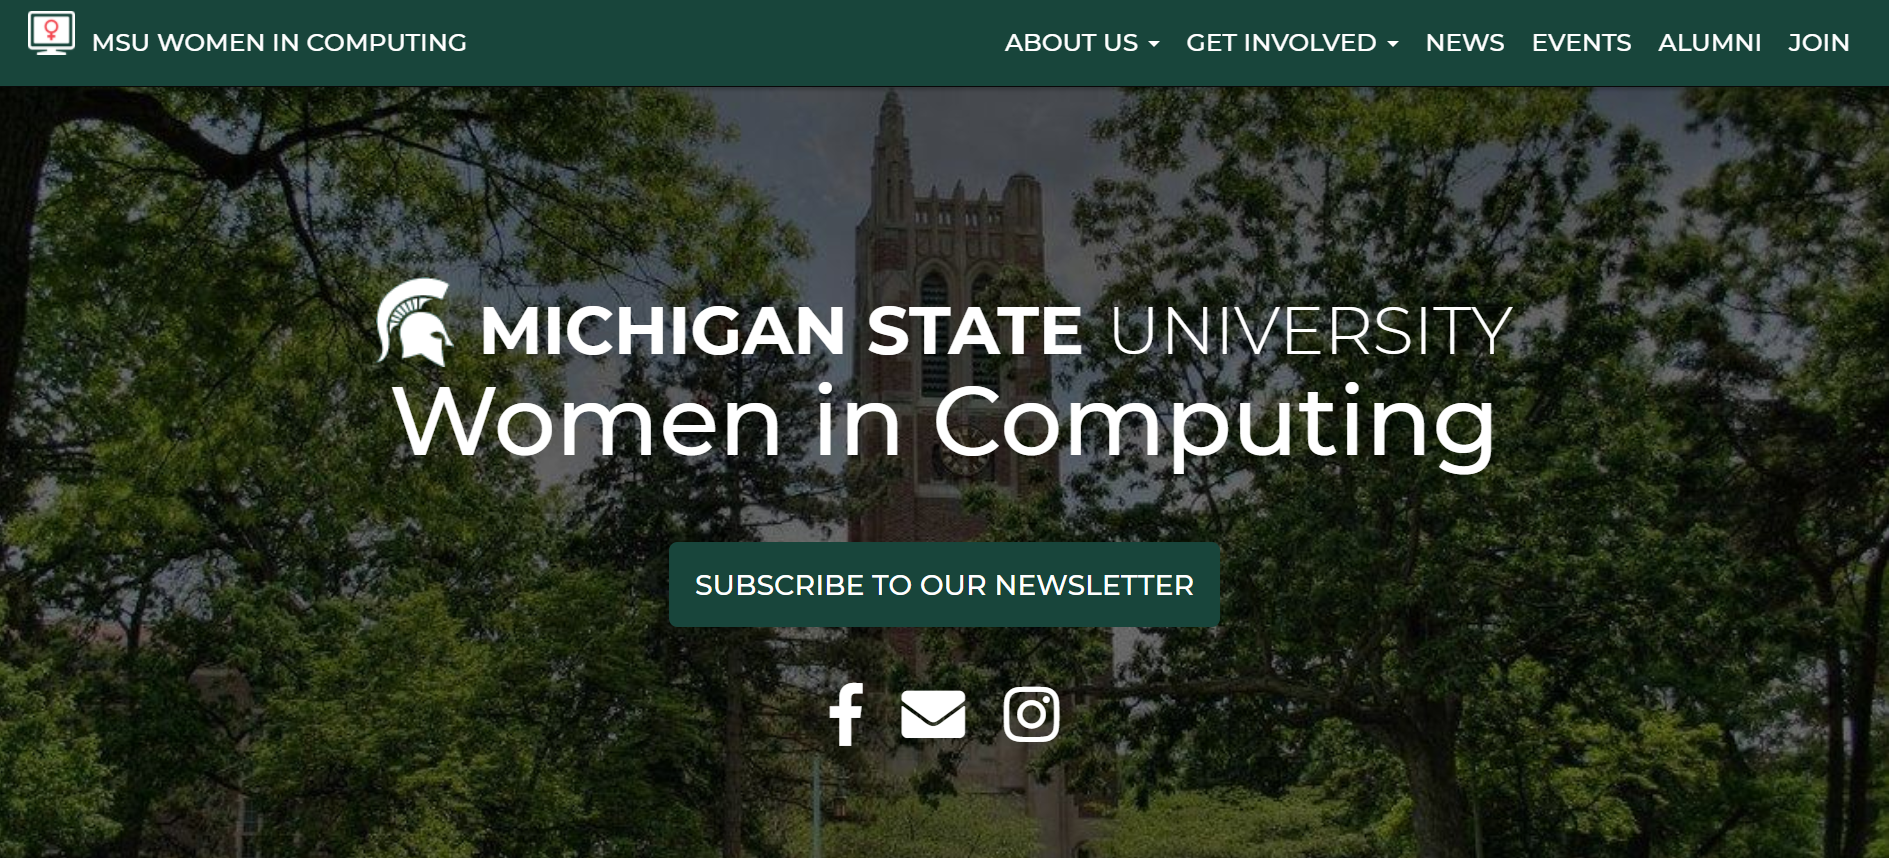 MSU WOMEN IN COMPUTING
ABOUT US
GET INVOLVED
NEWS
EVENTS
ALUMNI
JOIN
MICHIGAN STATE UNIVERSITY
Women in Computing
SUBSCRIBE TO OUR NEWSLETTER